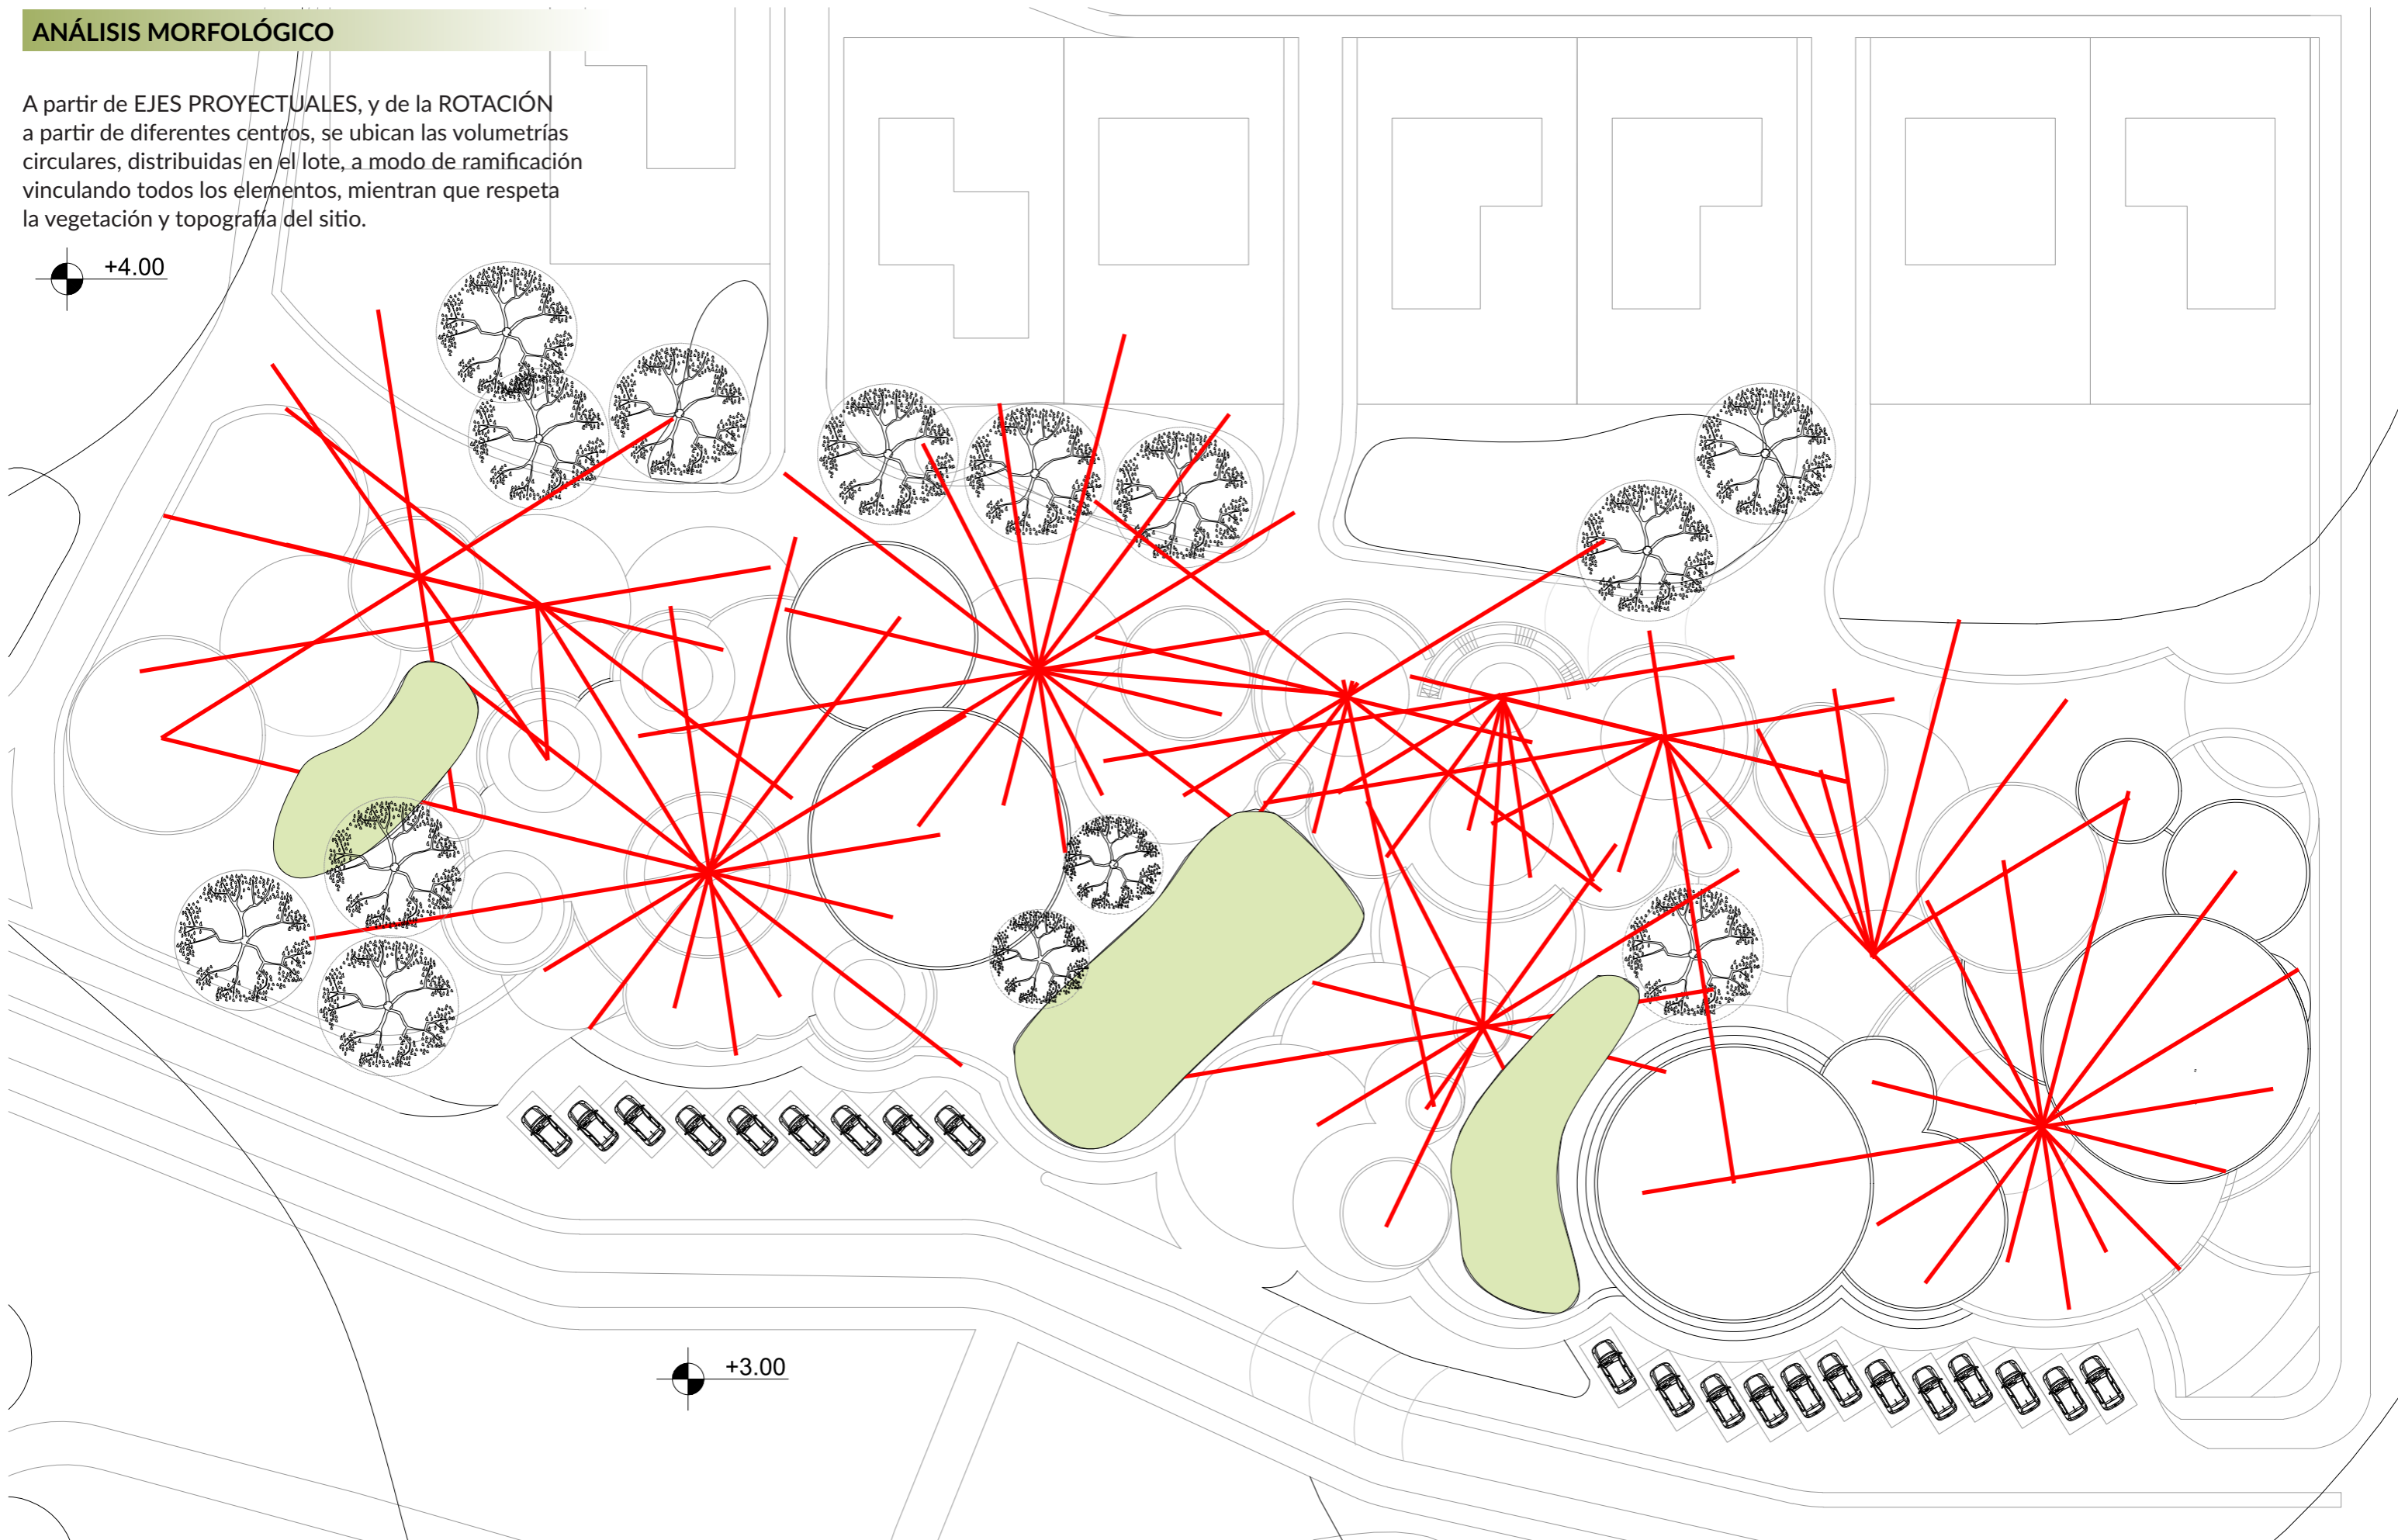 ANÁLISIS MORFOLÓGICO
A partir de EJES PROYECTUALES, y de la ROTACIÓN
a partir de diferentes centros, se ubican las volumetrías
circulares, distribuidas en el lote, a modo de ramificación
vinculando todos los elementos, mientran que respeta
la vegetación y topografía del sitio.
+4.00
+3.00